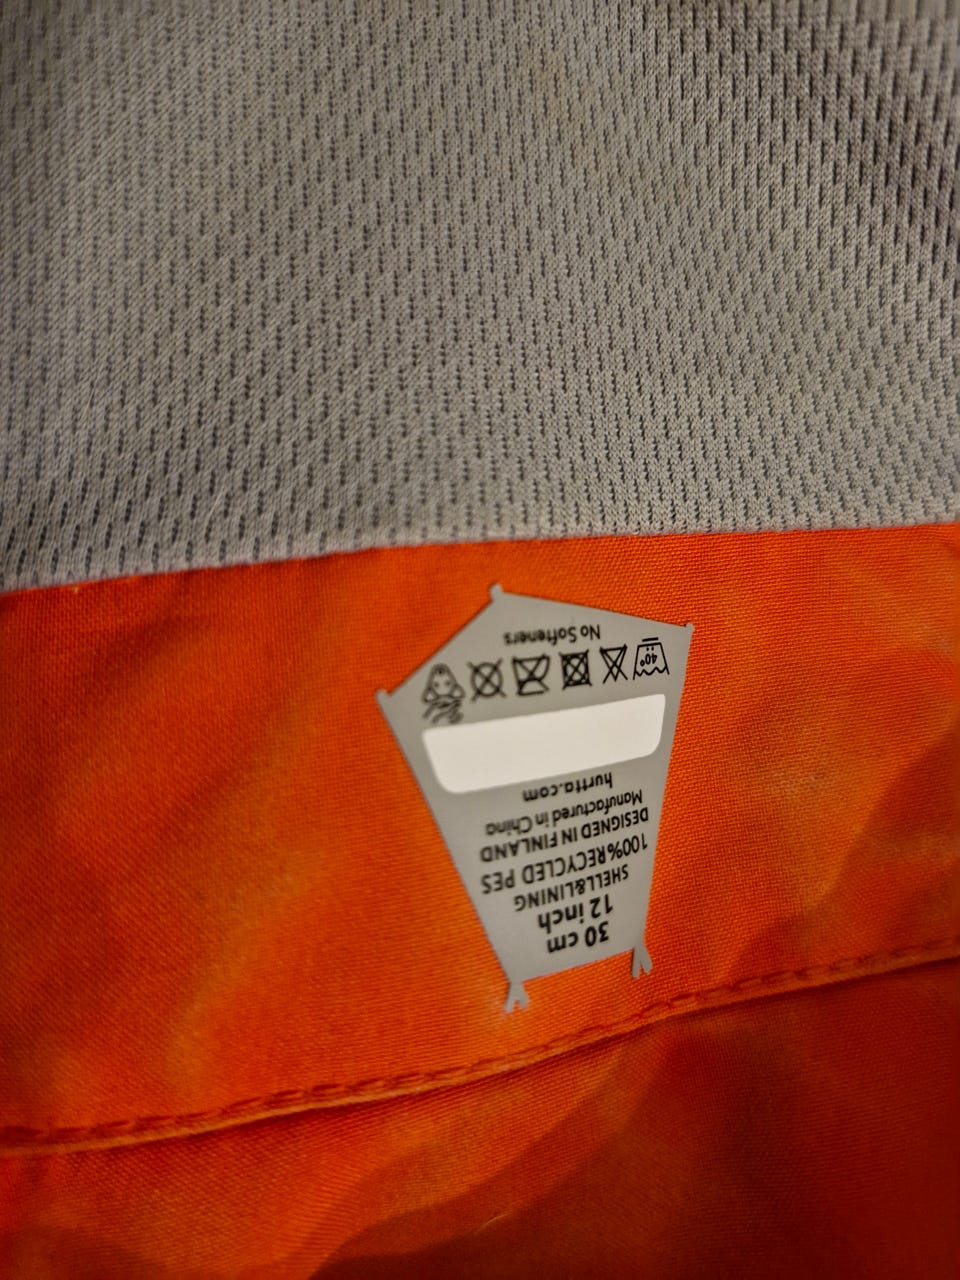 30 cm
12 inch
SHELL&LINING
100%RECYCLED PES
DESIGNED IN FINLAND
Manufactured in China
hurtta.com
40°
No Softeners